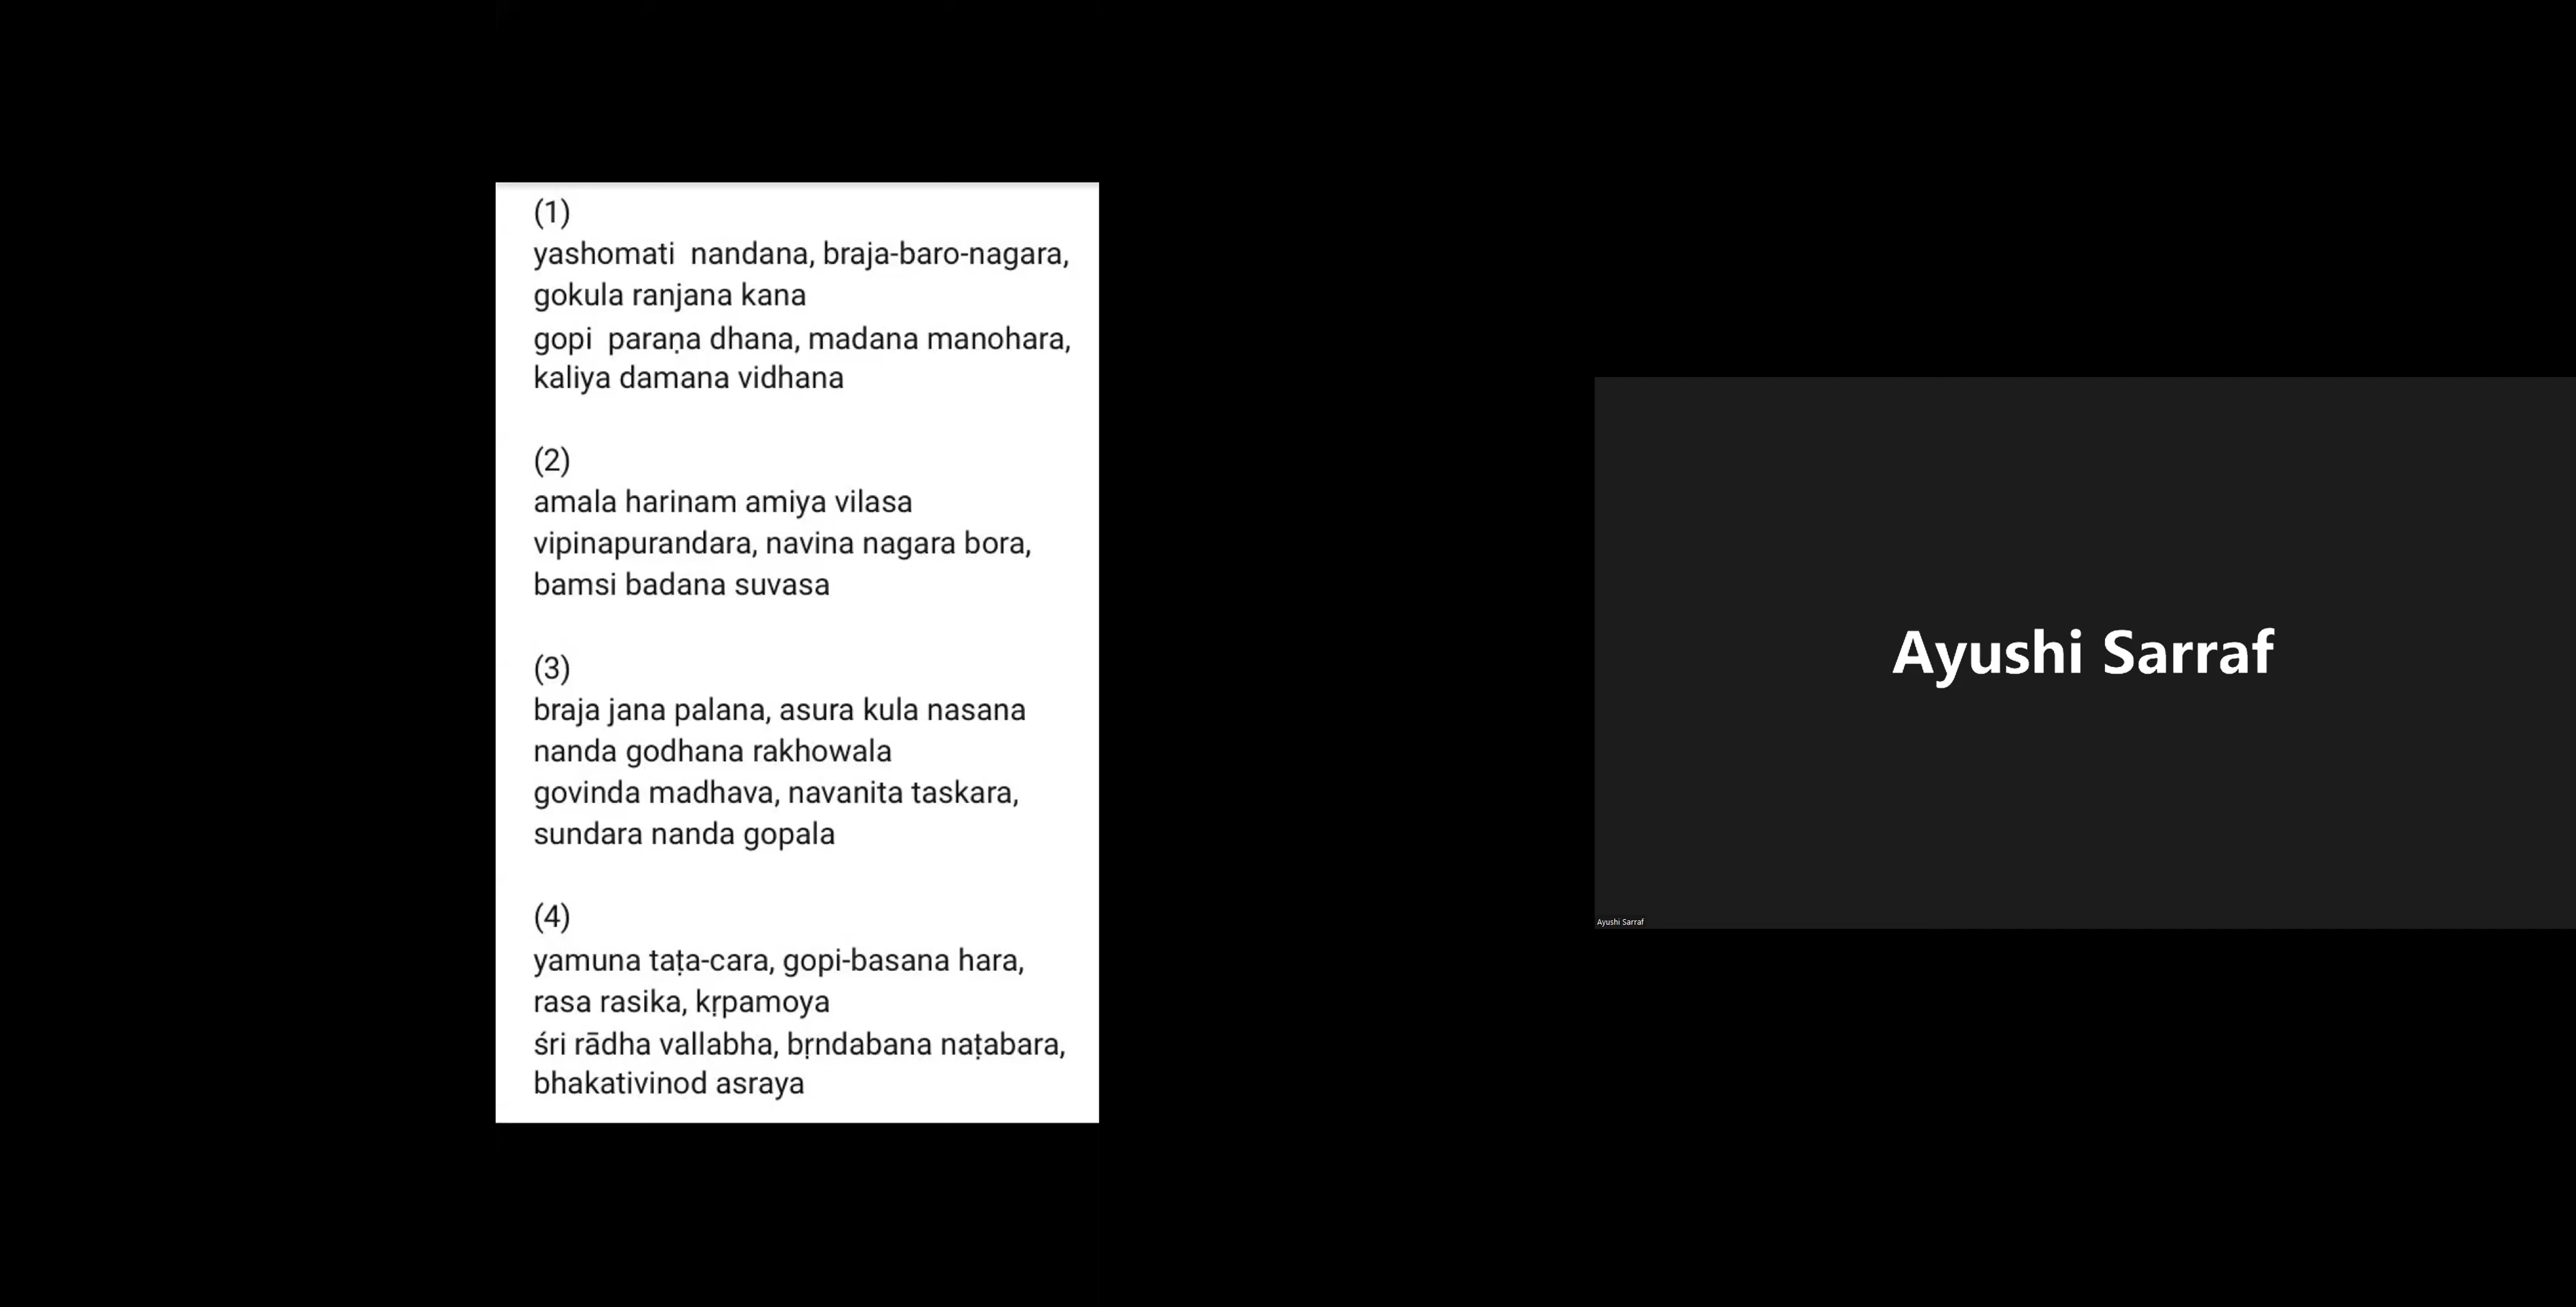 (1)
yashomati  nandana, braja-baro-nagara,
gokula ranjana kana
gopi  paraṇa dhana, madana manohara,
kaliya damana vidhana
(2)
amala harinam amiya vilasa
vipinapurandara, navina nagara bora,
bamsi badana suvasa
(3)
braja jana palana, asura kula nasana
nanda godhana rakhowala
govinda madhava, navanita taskara,
sundara nanda gopala
(4)
yamuna taṭa-cara, gopi-basana hara,
rasa rasika, kṛpamoya
śri rādha vallabha, bṛndabana naṭabara,
bhakativinod asraya
Ayushi Sarraf
Ayushi Sarraf